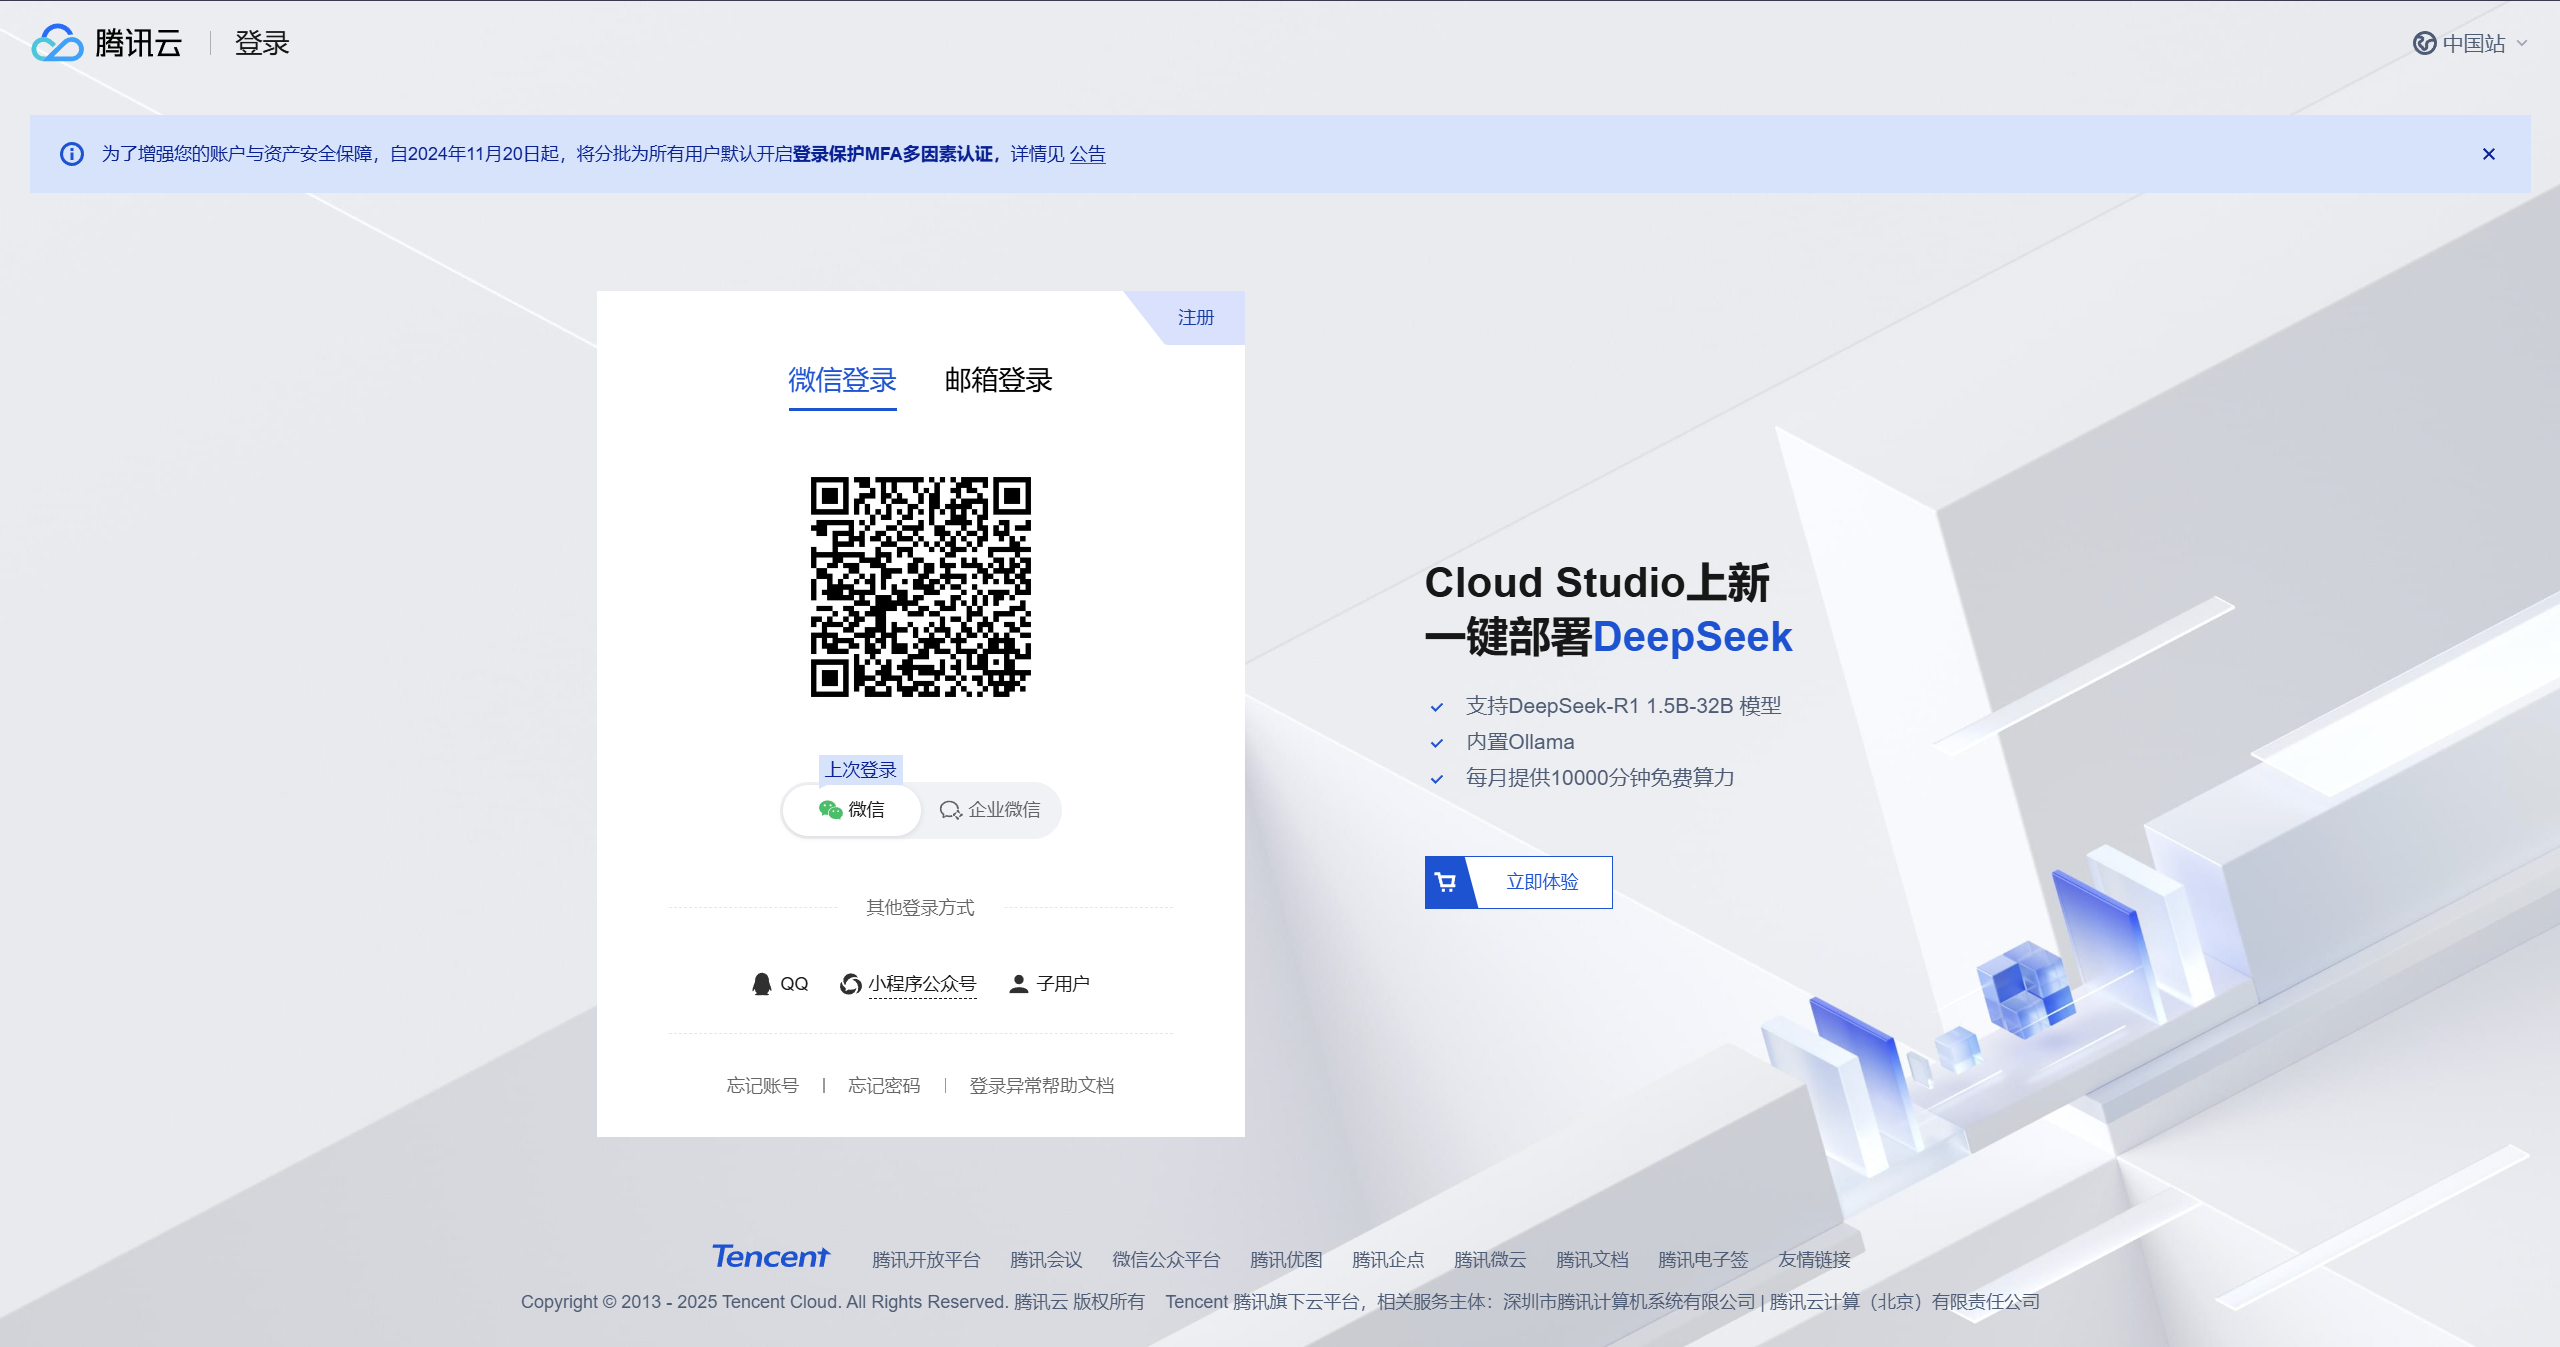 腾讯云 | 登录
中国站
为了增强您的账户与资产安全保障，自2024年11月20日起，将分批为所有用户默认开启登录保护MFA多因素认证，详情见 公告
注册
微信登录 邮箱登录
上次登录
微信 企业微信
其他登录方式
QQ 小程序公众号 子用户
忘记账号 | 忘记密码 | 登录异常帮助文档
Cloud Studio上新
一键部署DeepSeek
支持DeepSeek-R1 1.5B-32B 模型
内置Ollama
每月提供10000分钟免费算力
立即体验
Tencent 腾讯开放平台 腾讯会议 微信公众平台 腾讯优图 腾讯企点 腾讯微云 腾讯文档 腾讯电子签 友情链接
Copyright © 2013 - 2025 Tencent Cloud. All Rights Reserved. 腾讯云 版权所有 Tencent 腾讯旗下云平台，相关服务主体：深圳市腾讯计算机系统有限公司 | 腾讯云计算（北京）有限责任公司